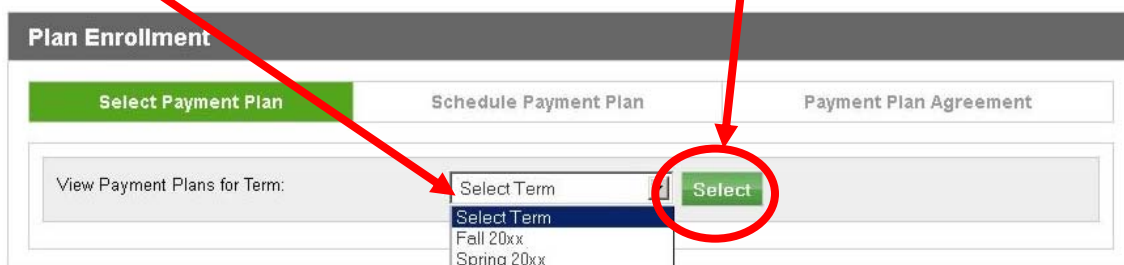 Plan Enrollment
Select Payment Plan Schedule Payment Plan Payment Plan Agreement
View Payment Plans for Term: Select Term Select
Select Term
Fall 20xx
Spring 20xx